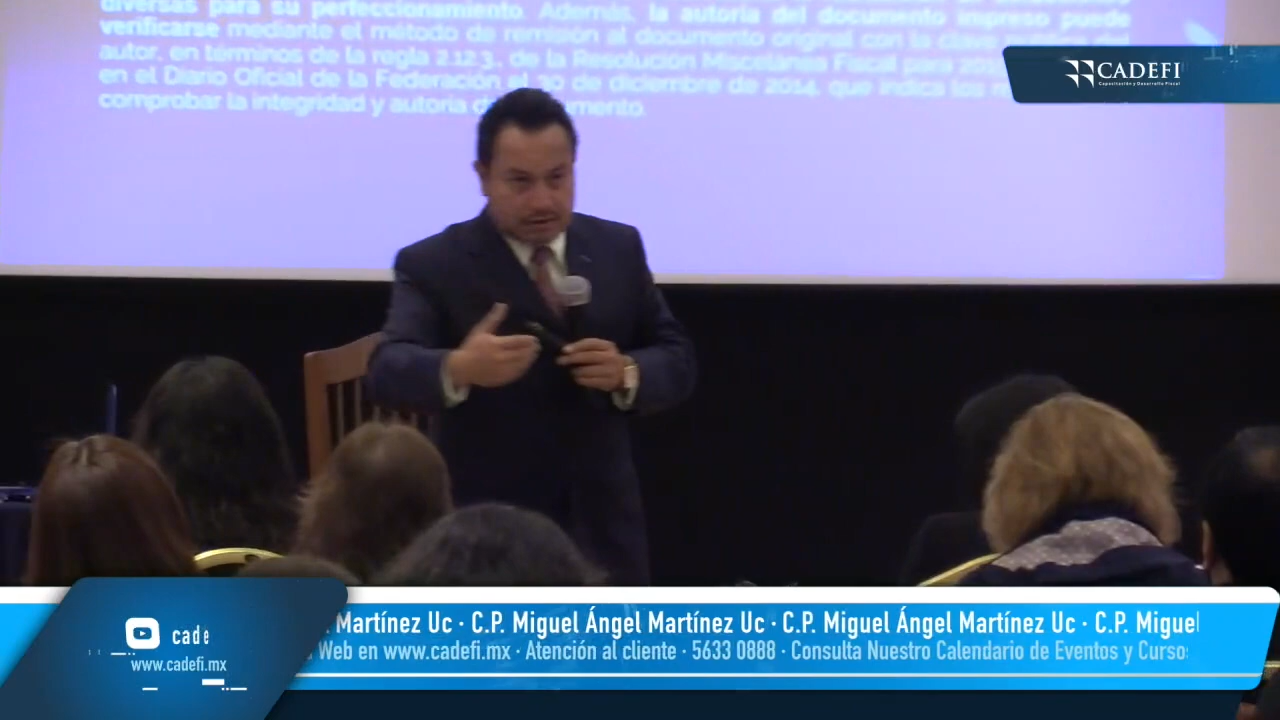 diversas para su perfeccionamiento. Además, la autoría del documento impreso puede
verificarse mediante el método de remisión al documento original con la
autor, en términos de la regla 2.12.3., de la Resolución Miscelánea Fiscal para
en el Diario Oficial de la Federación el 30 de diciembre de 2014, que indica los
comprobar la integridad y autoría del documento.
CADEFI
Capacitación y Desarrollo Fiscal
Martínez Uc · C.P. Miguel Ángel Martínez Uc · C.P. Miguel Ángel Martínez Uc · C.P. Miguel
cade
Web en www.cadefi.mx · Atención al cliente · 5633 0888 · Consulta Nuestro Calendario de Eventos y Cursos
www.cadefi.mx